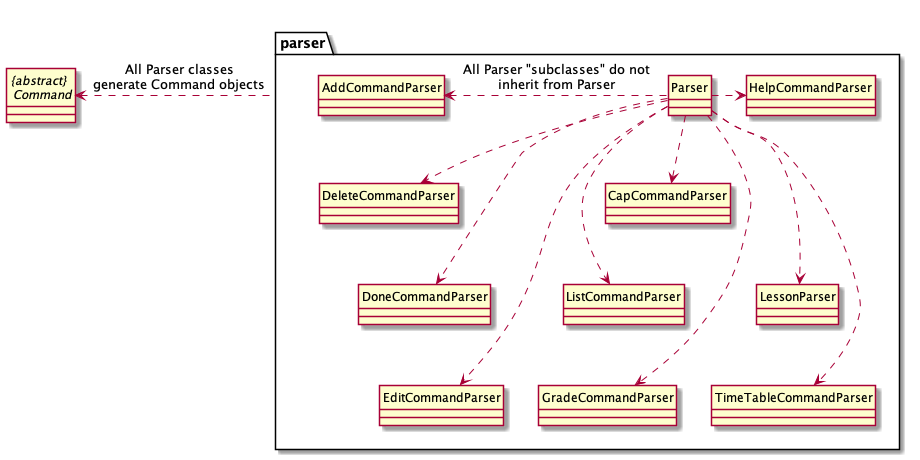 parser
{abstract}
Command
All Parser classes
generate Command objects
AddCommandParser
All Parser "subclasses" do not
inherit from Parser
Parser
HelpCommandParser
DeleteCommandParser
CapCommandParser
DoneCommandParser
ListCommandParser
LessonParser
EditCommandParser
GradeCommandParser
TimeTableCommandParser